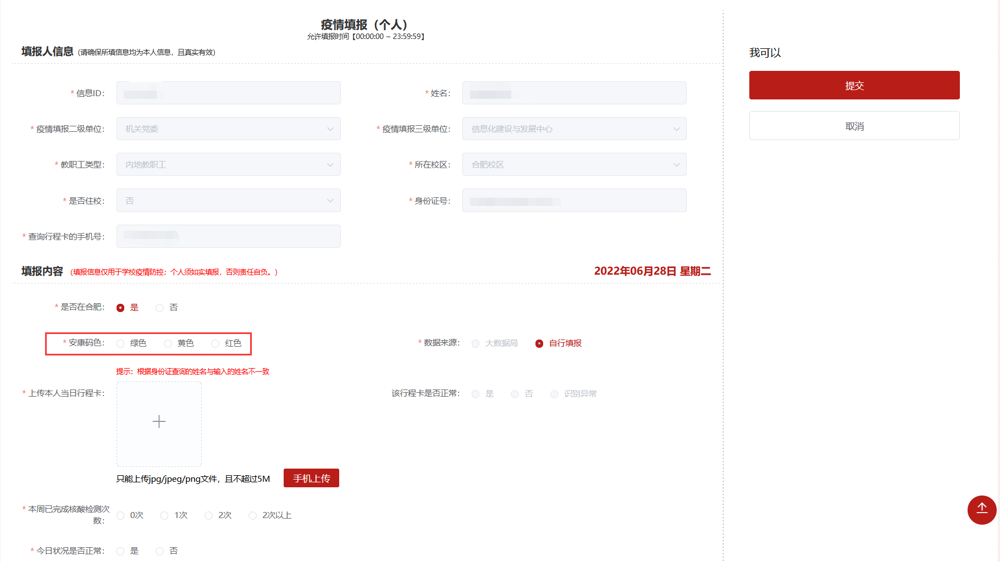 疫情填报（个人）
允许填报时间【00:00:00 ~ 23:59:59】
填报人信息（请确保所填信息均为本人信息，且真实有效）
* 信息ID：
* 姓名：
* 疫情填报二级单位： 机关党委
* 疫情填报三级单位： 信息化建设与发展中心
* 教职工类型： 内地教职工
* 所在校区： 合肥校区
* 是否住校： 否
* 身份证号：
* 查询行程卡的手机号：
填报内容 （填报信息仅用于学校疫情防控；个人须如实填报，否则责任自负。）
2022年06月28日 星期二
* 是否在合肥： 是 否
* 安康码色： 绿色 黄色 红色
* 数据来源： 大数据局 自行填报
提示：根据身份证查询的姓名与输入的姓名不一致
* 上传本人当日行程卡：
该行程卡是否正常： 是 否 识别异常
只能上传jpg/jpeg/png文件，且不超过5M
手机上传
* 本周已完成核酸检测次
数： 0次 1次 2次 2次以上
* 今日状况是否正常： 是 否
我可以
提交
取消